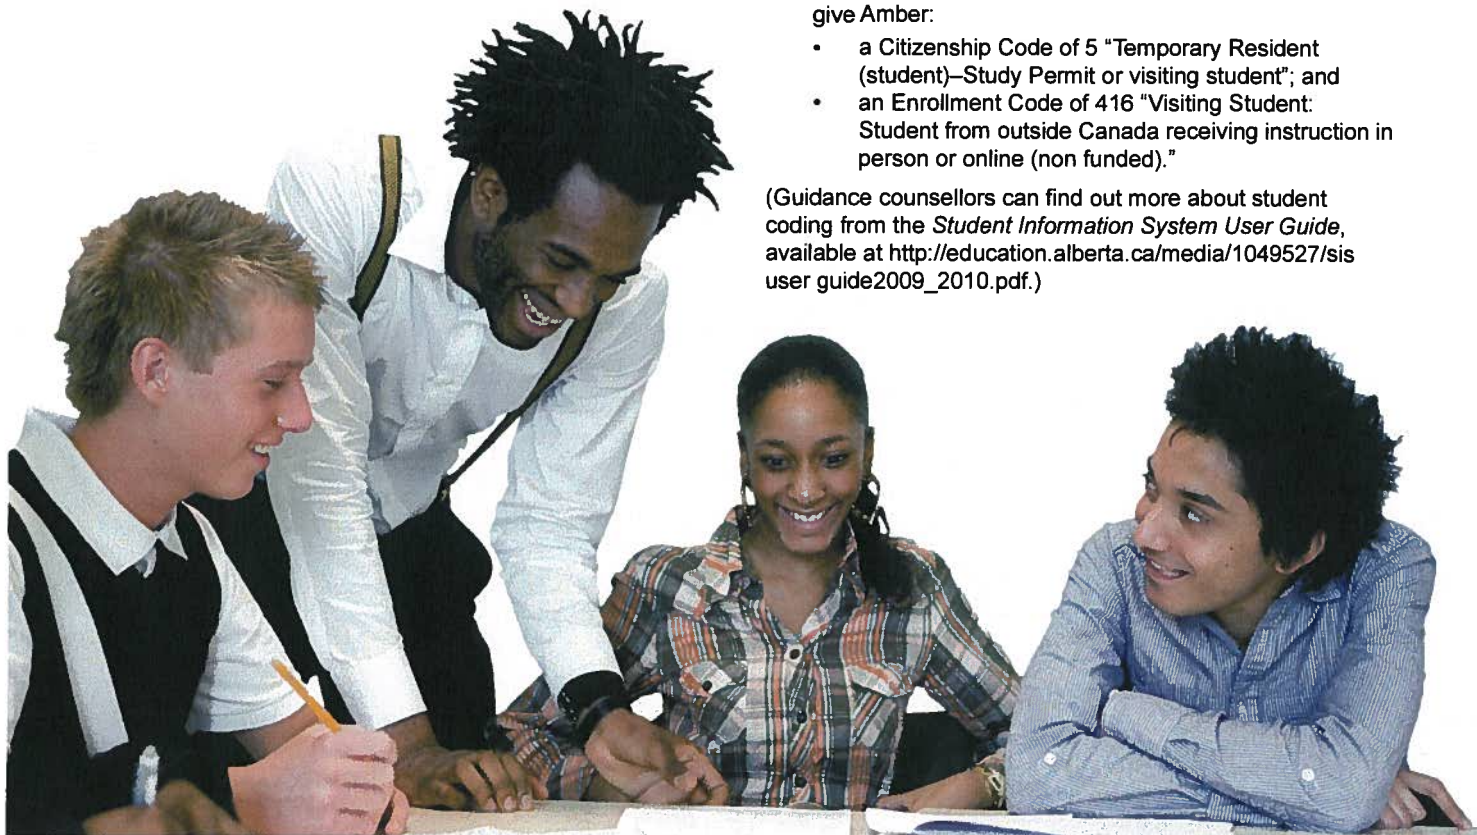 give Amber:
• a Citizenship Code of 5 “Temporary Resident
(student)–Study Permit or visiting student”; and
• an Enrollment Code of 416 “Visiting Student:
Student from outside Canada receiving instruction in
person or online (non funded).”
(Guidance counsellors can find out more about student
coding from the Student Information System User Guide,
available at http://education.alberta.ca/media/1049527/sis
user guide2009_2010.pdf.)